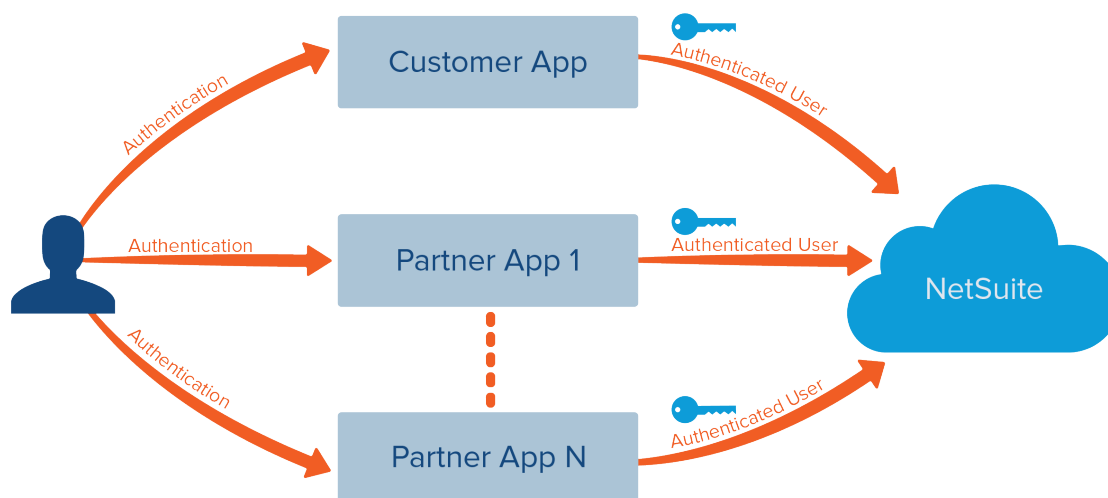 Customer App
Authentication
Authenticated User
Authentication
Partner App 1
Authenticated User
NetSuite
Authentication
Partner App N
Authenticated User